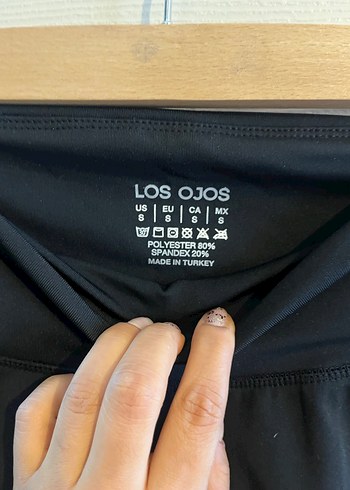 LOS OJOS
US | EU | CA | MX
S | S | S | S
POLYESTER 80%
SPANDEX 20%
MADE IN TURKEY